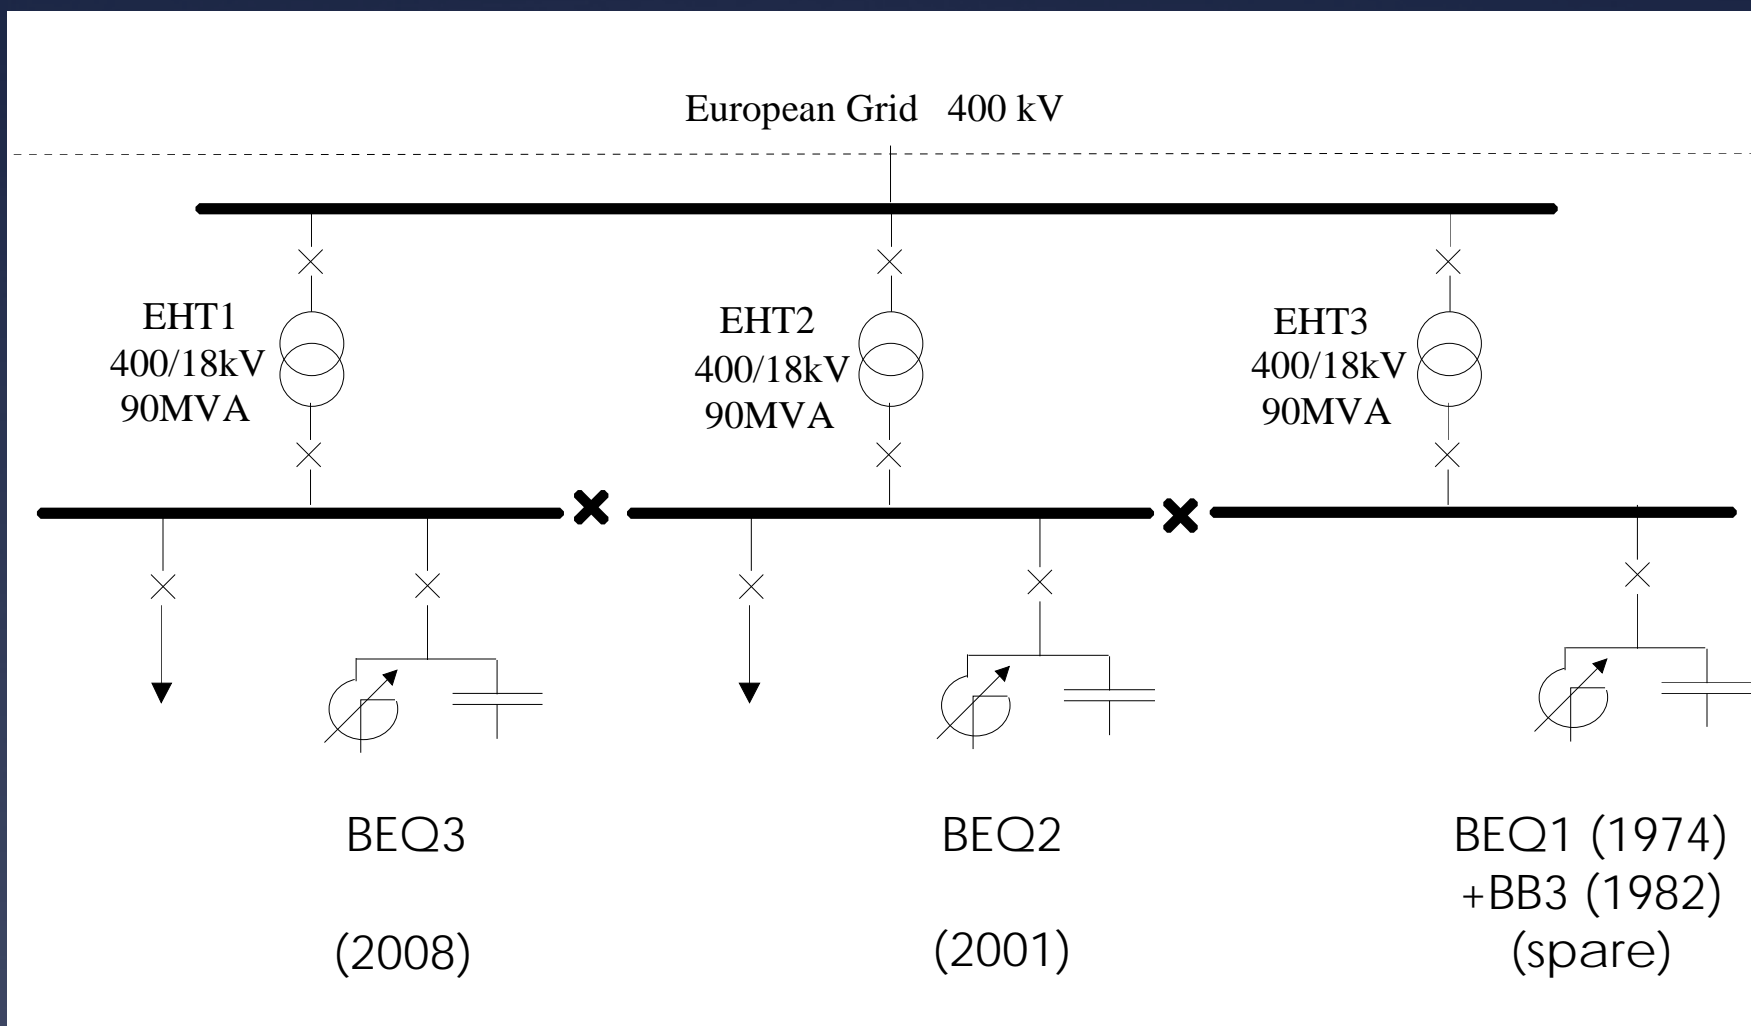 European Grid 400 kV
EHT1
400/18kV
90MVA
EHT2
400/18kV
90MVA
EHT3
400/18kV
90MVA
BEQ3
(2008)
BEQ2
(2001)
BEQ1 (1974)
+BB3 (1982)
(spare)